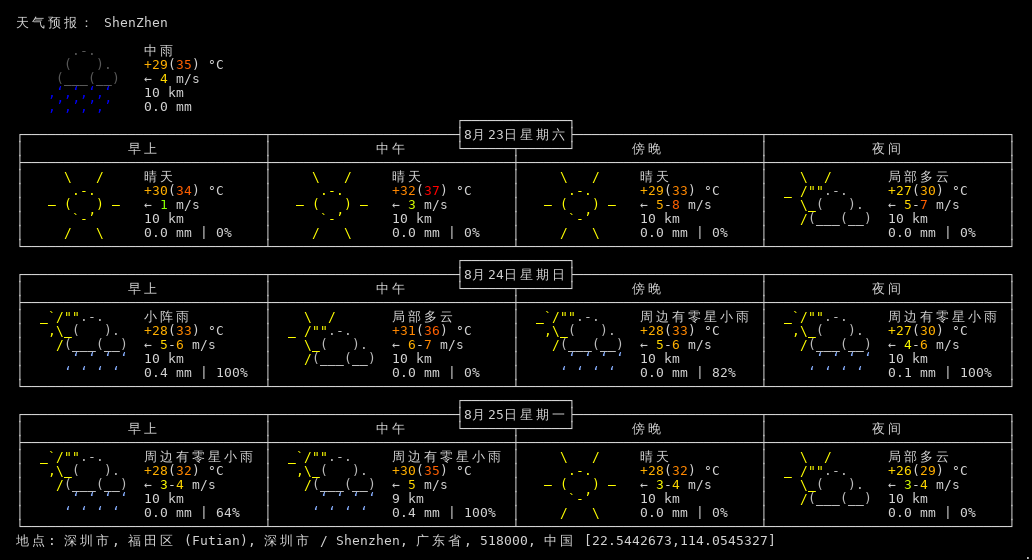 天气预报： ShenZhen
中雨
+29(35) °C
← 4 m/s
10 km
0.0 mm
8月23日星期六
早上 中午 傍晚 夜间
晴天 晴天 晴天 局部多云
+30(34) °C +32(37) °C +29(33) °C +27(30) °C
← 1 m/s ← 3 m/s ← 5-8 m/s ← 5-7 m/s
10 km 10 km 10 km 10 km
0.0 mm | 0% 0.0 mm | 0% 0.0 mm | 0% 0.0 mm | 0%
8月24日星期日
早上 中午 傍晚 夜间
小阵雨 局部多云 周边有零星小雨 周边有零星小雨
+28(33) °C +31(36) °C +28(33) °C +27(30) °C
← 5-6 m/s ← 6-7 m/s ← 5-6 m/s ← 4-6 m/s
10 km 10 km 10 km 10 km
0.4 mm | 100% 0.0 mm | 0% 0.0 mm | 82% 0.1 mm | 100%
8月25日星期一
早上 中午 傍晚 夜间
周边有零星小雨 周边有零星小雨 晴天 局部多云
+28(32) °C +30(35) °C +28(32) °C +26(29) °C
← 3-4 m/s ← 5 m/s ← 3-4 m/s ← 3-4 m/s
10 km 9 km 10 km 10 km
0.0 mm | 64% 0.4 mm | 100% 0.0 mm | 0% 0.0 mm | 0%
地点: 深圳市, 福田区 (Futian), 深圳市 / Shenzhen, 广东省, 518000, 中国 [22.5442673,114.0545327]